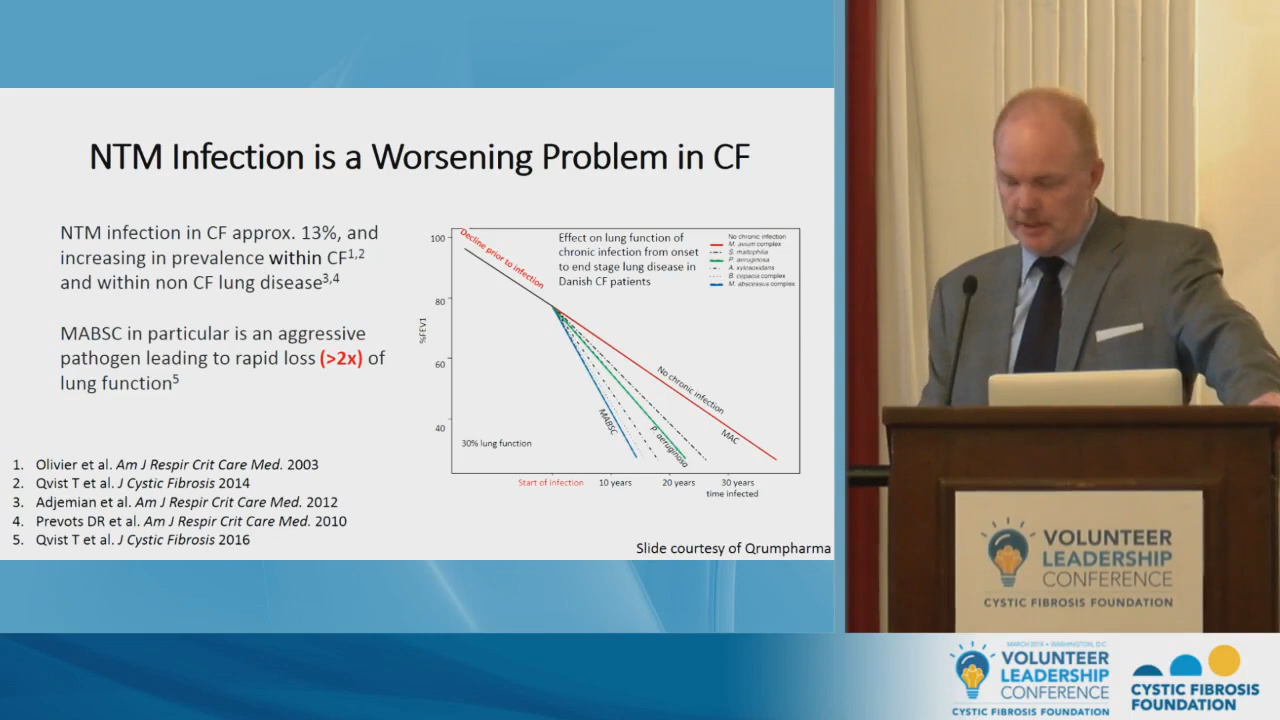 NTM Infection is a Worsening Problem in CF
NTM infection in CF approx. 13%, and
increasing in prevalence within CF1,2
and within non CF lung disease3,4
MABSC in particular is an aggressive
pathogen leading to rapid loss (>2x) of
lung function5
1. Olivier et al. Am J Respir Crit Care Med. 2003
2. Qvist T et al. J Cystic Fibrosis 2014
3. Adjemian et al. Am J Respir Crit Care Med. 2012
4. Prevots DR et al. Am J Respir Crit Care Med. 2010
5. Qvist T et al. J Cystic Fibrosis 2016
Decline prior to infection
Effect on lung function of
chronic infection from onset
to end stage lung disease in
Danish CF patients
No chronic infection
M. avium complex
S. maltophilia
P. aeruginosa
A. xylosoxidans
B. cepacia complex
M. abscessus complex
100
80
60
40
%FEV1
No chronic infection
MAC
P. aeruginosa
MABSC
30% lung function
Start of infection
10 years
20 years
30 years
time infected
Slide courtesy of Qrumpharma
VOLUNTEER
LEADERSHIP
CONFERENCE
CYSTIC FIBROSIS FOUNDATION
MARCH 2018 • WASHINGTON, D.C.
VOLUNTEER
LEADERSHIP
CONFERENCE
CYSTIC FIBROSIS FOUNDATION
CYSTIC FIBROSIS
FOUNDATION